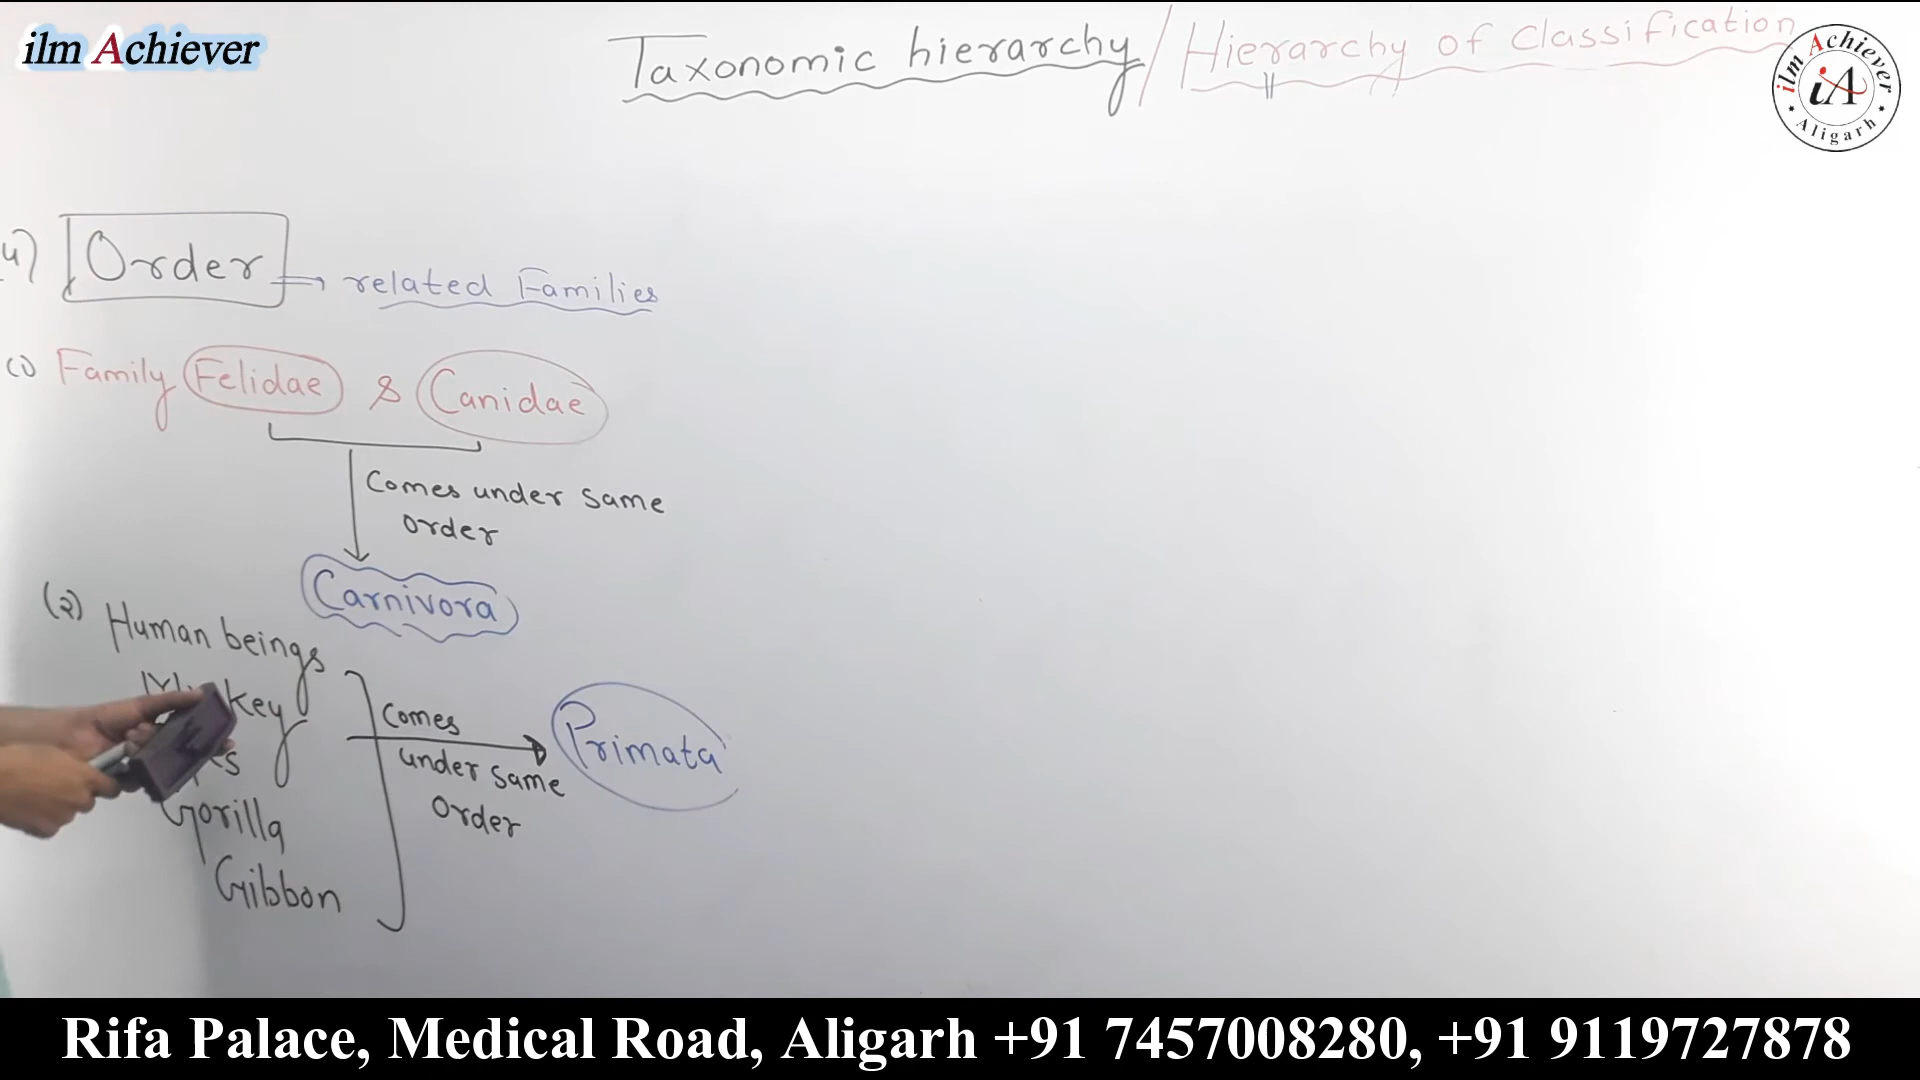 ilm Achiever
Taxonomic hierarchy / Hierarchy of Classification
ilm Achiever
iA
Aligarh
4) Order → related Families
(1) Family Felidae & Canidae
Comes under same
order
Carnivora
(2) Human beings
Gorilla
Gibbon
Comes
under same
Order
Primata
Rifa Palace, Medical Road, Aligarh +91 7457008280, +91 9119727878